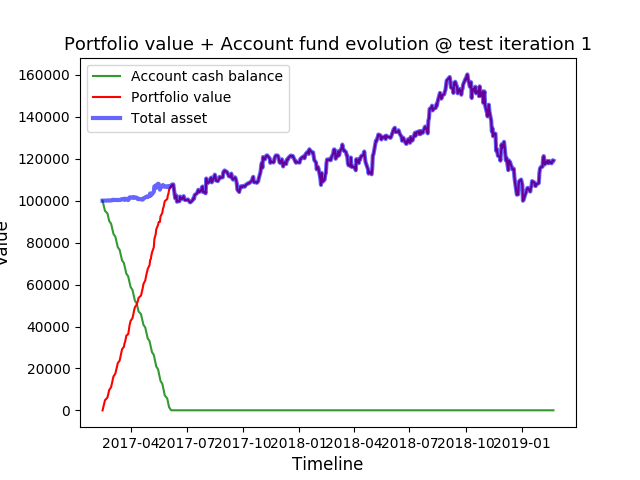 Portfolio value + Account fund evolution @ test iteration 1
Account cash balance
Portfolio value
Total asset
160000
140000
120000
100000
80000
60000
40000
20000
0
Value
2017-04 2017-07 2017-10 2018-01 2018-04 2018-07 2018-10 2019-01
Timeline